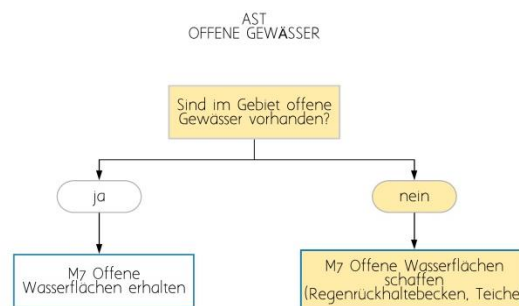 AST
OFFENE GEWÄSSER
Sind im Gebiet offene
Gewässer vorhanden?
ja
nein
M7 Offene
Wasserflächen erhalten
M7 Offene Wasserflächen
schaffen
(Regenrückhaltebecken, Teiche